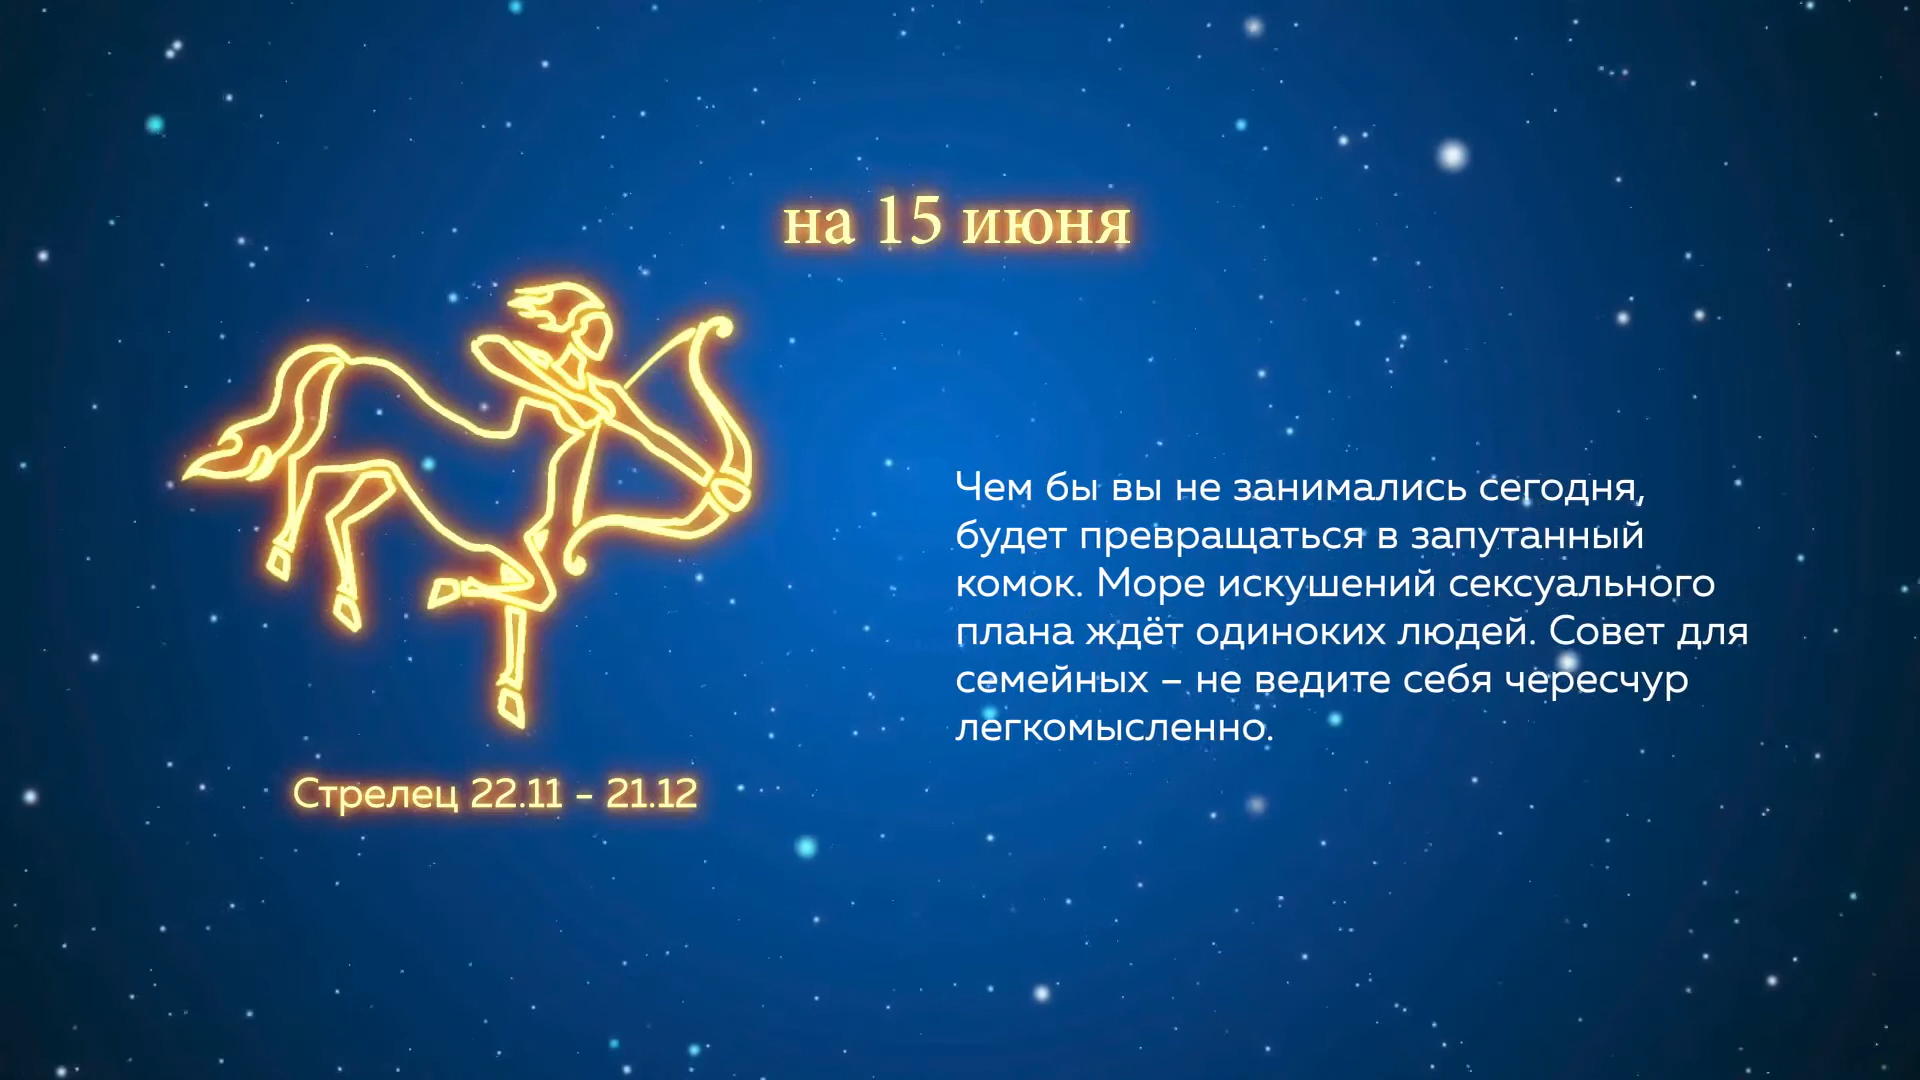 на 15 июня
Чем бы вы не занимались сегодня,
будет превращаться в запутанный
комок. Море искушений сексуального
плана ждёт одиноких людей. Совет для
семейных – не ведите себя чересчур
легкомысленно.
Стрелец 22.11 - 21.12